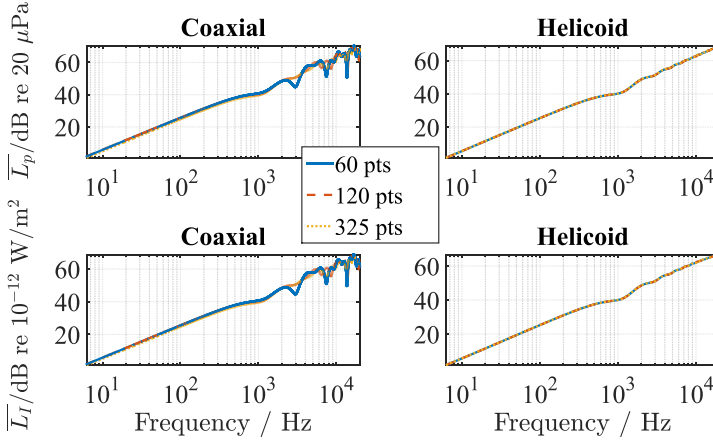 Coaxial
Helicoid
L_p/dB re 20 μPa
60
40
20
10^1
10^2
10^3
10^4
60
40
20
10^1
10^2
10^3
10^4
60 pts
120 pts
325 pts
Coaxial
Helicoid
L_I/dB re 10^{-12} W/m^2
60
40
20
10^1
10^2
10^3
10^4
Frequency / Hz
60
40
20
10^1
10^2
10^3
10^4
Frequency / Hz